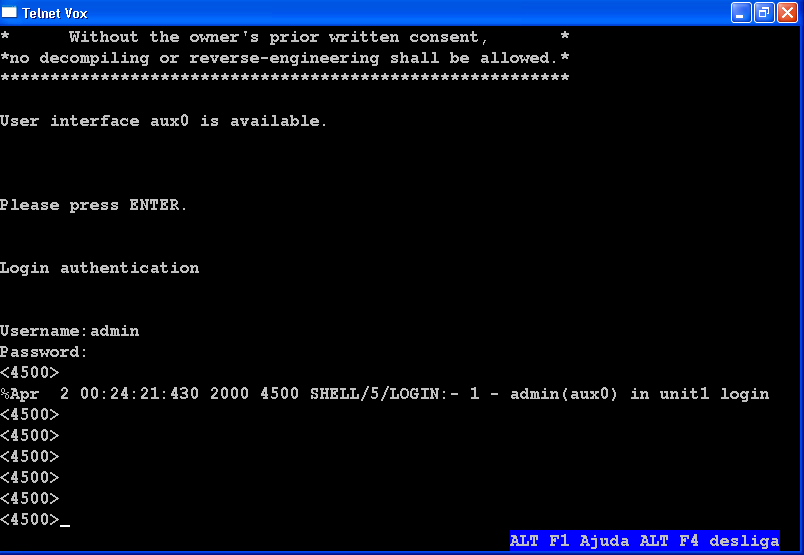 Telnet Vox
*      Without the owner's prior written consent,       *
*no decompiling or reverse-engineering shall be allowed.*
*********************************************************
User interface aux0 is available.
Please press ENTER.
Login authentication
Username:admin
Password:
<4500>
%Apr  2 00:24:21:430 2000 4500 SHELL/5/LOGIN:- 1 - admin(aux0) in unit1 login
<4500>
<4500>
<4500>
<4500>
<4500>
<4500>_
ALT F1 Ajuda ALT F4 desliga